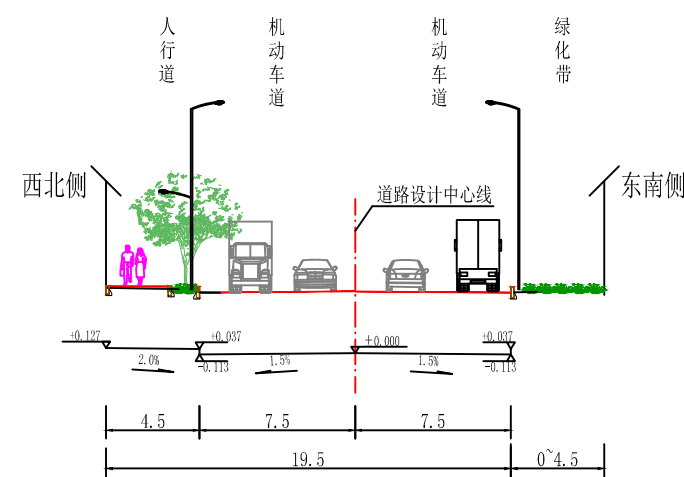 人行道
机动车道
机动车道
绿化带
西北侧
道路设计中心线
东南侧
+0.127
+0.037
±0.000
+0.037
2.0%
-0.113
1.5%
1.5%
-0.113
4.5
7.5
7.5
19.5
0~4.5